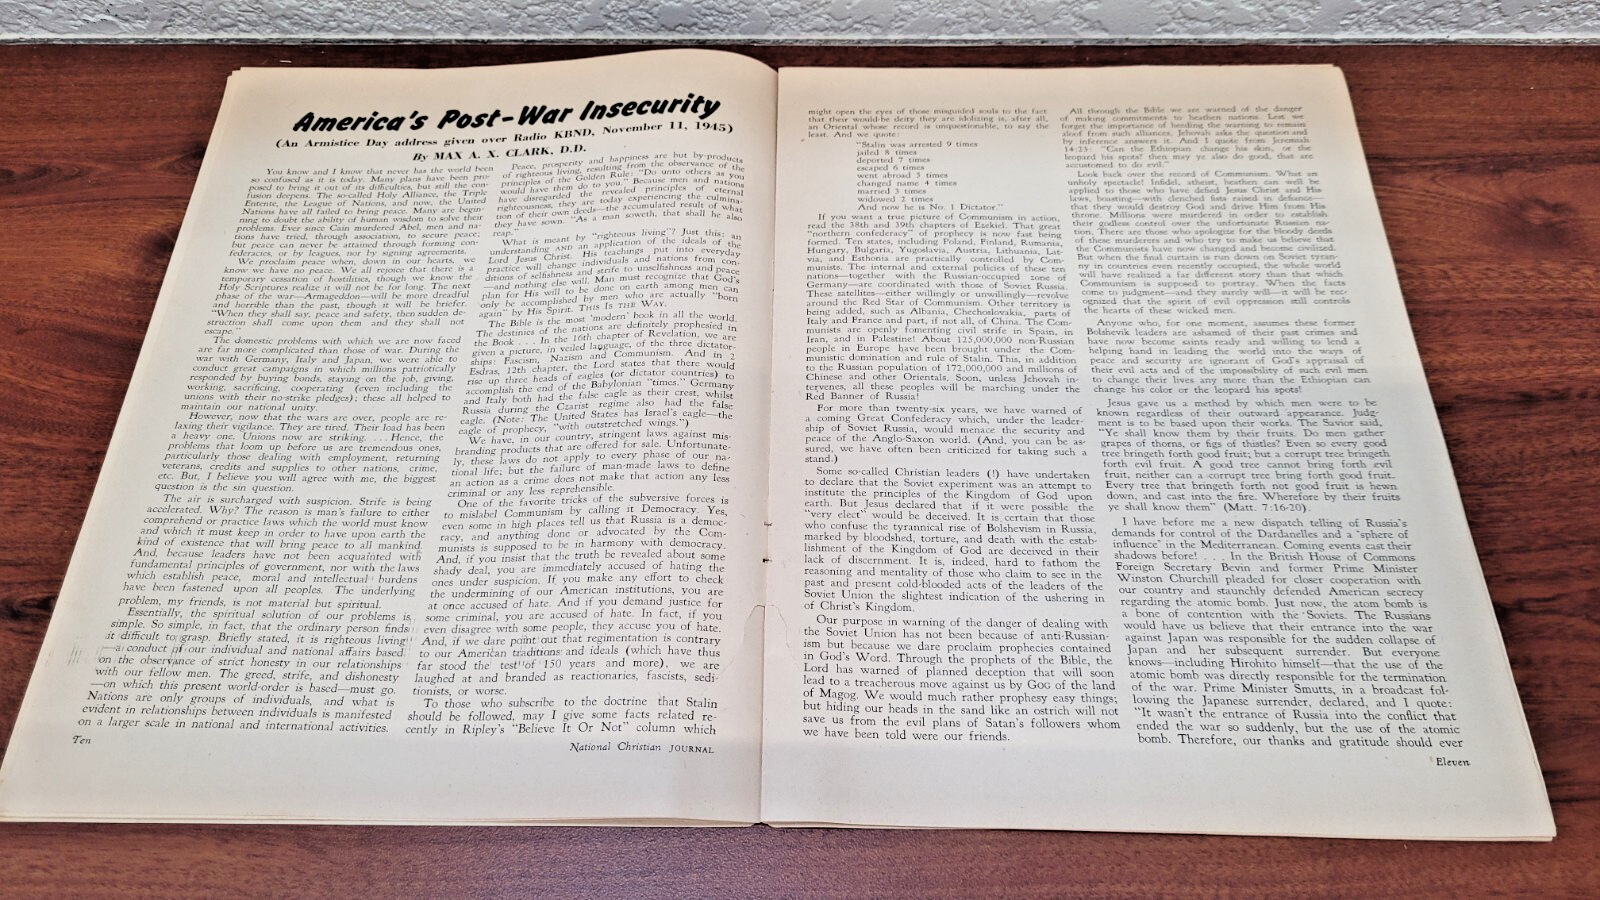 America's Post-War Insecurity
(An Armistice Day address given over Radio KBND, November 11, 1945)
By MAX A. X. CLARK, D.D.
You know and I know that never has the world been
so confused as it is today. Many plans have been pro-
posed to bring it out of its difficulties, but still the con-
fusion deepens. The so-called Holy Alliance, the Triple
Entente, the League of Nations, and now, the United
Nations have all failed to bring peace. Many are begin-
ning to doubt the ability of human wisdom to solve their
problems. Ever since Cain murdered Abel, men and na-
tions have tried, through association, to secure peace;
but peace can never be attained through forming con-
federacies, or by leagues, nor by signing agreements.
We proclaim peace when, down in our hearts, we
know we have no peace. We all rejoice that there is a
temporary cessation of hostilities, though we know the
Holy Scriptures realize it will not be for long. The next
phase of the war—Armageddon—will be more dreadful
and horrible than the past, though it will be briefer.
"When they shall say, peace and safety, then sudden de-
struction shall come upon them and they shall not
escape."
The domestic problems with which we are now faced
are far more complicated than those of war. During the
war with Germany, Italy and Japan, we were able to
conduct great campaigns in which millions patriotically
responded by buying bonds, staying on the job, giving,
working, sacrificing, cooperating (even including the
unions with their no-strike pledges); these all helped to
maintain our national unity.
However, now that the wars are over, people are re-
laxing their vigilance. They are tired. Their load has been
a heavy one. Unions now are striking. . . . Hence, the
problems that loom up before us are tremendous ones,
particularly those dealing with employment, returning
veterans, credits and supplies to other nations, crime,
etc. But, I believe you will agree with me, the biggest
question is the sin question.
The air is surcharged with suspicion. Strife is being
accelerated. Why? The reason is man's failure to either
comprehend or practice laws which the world must know
and which it must keep in order to have upon earth the
kind of existence that will bring peace to all mankind.
And, because leaders have not been acquainted with
fundamental principles of government, nor with the laws
which establish peace, moral and intellectual burdens
have been fastened upon all peoples. The underlying
problem, my friends, is not material but spiritual.
Essentially, the spiritual solution of our problems is
simple. So simple, in fact, that the ordinary person finds
it difficult to grasp. Briefly stated, it is righteous living
—a conduct of our individual and national affairs based
on the observance of strict honesty in our relationships
with our fellow men. The greed, strife, and dishonesty
—on which this present world-order is based—must go.
Nations are only groups of individuals, and what is
evident in relationships between individuals is manifested
on a larger scale in national and international activities.
Ten
Peace, prosperity and happiness are but by-products
of righteous living, resulting from the observance of the
principles of the Golden Rule: "Do unto others as you
would have them do to you." Because men and nations
have disregarded the revealed principles of eternal
righteousness, they are today experiencing the culmina-
tion of their own deeds—the accumulated result of what
they have sown. "As a man soweth, that shall he also
reap."
What is meant by "righteous living"? Just this: an
understanding AND an application of the ideals of the
Lord Jesus Christ. His teachings put into everyday
practice will change individuals and nations from con-
ditions of selfishness and strife to unselfishness and peace
—and nothing else will. Man must recognize that God's
plan for His will to be done on earth among men can
only be accomplished by men who are actually "born
again" by His Spirit. THIS IS THE WAY.
The Bible is the most 'modern' book in all the world.
The destinies of the nations are definitely prophesied in
the Book . . . In the 16th chapter of Revelation, we are
given a picture, in veiled language, of the three dictator-
ships: Fascism, Nazism and Communism. And in 2
Esdras, 12th chapter, the Lord states that there would
rise up three heads of eagles (or dictator countries) to
accomplish the end of the Babylonian "times." Germany
and Italy both had the false eagle as their crest, whilst
Russia during the Czarist regime also had the false
eagle. (Note: The United States has Israel's eagle—the
eagle of prophecy, "with outstretched wings.")
We have, in our country, stringent laws against mis-
branding products that are offered for sale. Unfortunate-
ly, these laws do not apply to every phase of our na-
tional life; but the failure of man-made laws to define
an action as a crime does not make that action any less
criminal or any less reprehensible.
One of the favorite tricks of the subversive forces is
to mislabel Communism by calling it Democracy. Yes,
even some in high places tell us that Russia is a democ-
racy, and anything done or advocated by the Com-
munists is supposed to be in harmony with democracy.
And, if you insist that the truth be revealed about some
shady deal, you are immediately accused of hating the
ones under suspicion. If you make any effort to check
the undermining of our American institutions, you are
at once accused of hate. And if you demand justice for
some criminal, you are accused of hate. In fact, if you
even disagree with some people, they accuse you of hate.
And, if we dare point out that regimentation is contrary
to our American traditions and ideals (which have thus
far stood the test of 150 years and more), we are
laughed at and branded as reactionaries, fascists, sedi-
tionists, or worse.
To those who subscribe to the doctrine that Stalin
should be followed, may I give some facts related re-
cently in Ripley's "Believe It Or Not" column which
National Christian JOURNAL
might open the eyes of those misguided souls to the fact
that their would-be deity they are idolizing is, after all,
an Oriental whose record is unquestionable, to say the
least. And we quote:
"Stalin was arrested 9 times
jailed 8 times
deported 7 times
escaped 6 times
went abroad 5 times
changed name 4 times
married 3 times
widowed 2 times
And now he is No. 1 Dictator."
If you want a true picture of Communism in action,
read the 38th and 39th chapters of Ezekiel. That great
"northern confederacy" of prophecy is now fast being
formed. Ten states, including Poland, Finland, Rumania,
Hungary, Bulgaria, Yugoslavia, Austria, Lithuania, Lat-
via, and Esthonia are practically controlled by Com-
munists. The internal and external policies of these ten
nations—together with the Russian-occupied zone of
Germany—are coordinated with those of Soviet Russia.
These satellites—either willingly or unwillingly—revolve
around the Red Star of Communism. Other territory is
being added, such as Albania, Chechoslovakia, parts of
Italy and France and part, if not all, of China. The Com-
munists are openly fomenting civil strife in Spain, in
Iran, and in Palestine! About 125,000,000 non-Russian
people in Europe have been brought under the Com-
munistic domination and rule of Stalin. This, in addition
to the Russian population of 172,000,000 and millions of
Chinese and other Orientals. Soon, unless Jehovah in-
tervenes, all these peoples will be marching under the
Red Banner of Russia!
For more than twenty-six years, we have warned of
a coming Great Confederacy which, under the leader-
ship of Soviet Russia, would menace the security and
peace of the Anglo-Saxon world. (And, you can be as-
sured, we have often been criticized for taking such a
stand.)
Some so-called Christian leaders (!) have undertaken
to declare that the Soviet experiment was an attempt to
institute the principles of the Kingdom of God upon
earth. But Jesus declared that if it were possible the
"very elect" would be deceived. It is certain that those
who confuse the tyrannical rise of Bolshevism in Russia,
marked by bloodshed, torture, and death with the estab-
lishment of the Kingdom of God are deceived in their
lack of discernment. It is, indeed, hard to fathom the
reasoning and mentality of those who claim to see in the
past and present cold-blooded acts of the leaders of the
Soviet Union the slightest indication of the ushering in
of Christ's Kingdom.
Our purpose in warning of the danger of dealing with
the Soviet Union has not been because of anti-Russian-
ism but because we dare proclaim prophecies contained
in God's Word. Through the prophets of the Bible, the
Lord has warned of planned deception that will soon
lead to a treacherous move against us by GOG of the land
of Magog. We would much rather prophesy easy things;
but hiding our heads in the sand like an ostrich will not
save us from the evil plans of Satan's followers whom
we have been told were our friends.
All through the Bible we are warned of the danger
of making commitments to heathen nations. Lest we
forget the importance of heeding the warning to remain
aloof from such alliances, Jehovah asks the question and
by inference answers it. And I quote from Jeremiah
14:23: "Can the Ethiopian change his skin, or the
leopard his spots? then may ye also do good, that are
accustomed to do evil."
Look back over the record of Communism. What an
unholy spectacle! Infidel, atheist, heathen can well be
applied to those who have defied Jesus Christ and His
laws, boasting—with clenched fists raised in defiance—
that they would destroy God and drive Him from His
throne. Millions were murdered in order to establish
their godless control over the unfortunate Russian na-
tion. There are those who apologize for the bloody deeds
of these murderers and who try to make us believe that
the Communists have now changed and become civilized.
But when the final curtain is run down on Soviet tyran-
ny in countries even recently occupied, the whole world
will have realized a far different story than that which
Communism is supposed to portray. When the facts
come to judgment—and they surely will—it will be rec-
ognized that the spirit of evil oppression still controls
the hearts of these wicked men.
Anyone who, for one moment, assumes these former
Bolshevik leaders are ashamed of their past crimes and
have now become saints ready and willing to lend a
helping hand in leading the world into the ways of
peace and security are ignorant of God's appraisal of
their evil acts and of the impossibility of such evil men
to change their lives any more than the Ethiopian can
change his color or the leopard his spots!
Jesus gave us a method by which men were to be
known regardless of their outward appearance. Judg-
ment is to be based upon their works. The Savior said,
"Ye shall know them by their fruits. Do men gather
grapes of thorns, or figs of thistles? Even so every good
tree bringeth forth good fruit; but a corrupt tree bringeth
forth evil fruit. A good tree cannot bring forth evil
fruit, neither can a corrupt tree bring forth good fruit.
Every tree that bringeth forth not good fruit is hewn
down, and cast into the fire. Wherefore by their fruits
ye shall know them" (Matt. 7:16-20).
I have before me a new dispatch telling of Russia's
demands for control of the Dardanelles and a "sphere of
influence" in the Mediterranean. Coming events cast their
shadows before! . . . In the British House of Commons
Foreign Secretary Bevin and former Prime Minister
Winston Churchill pleaded for closer cooperation with
our country and staunchly defended American secrecy
regarding the atomic bomb. Just now, the atom bomb is
a bone of contention with the Soviets. The Russians
would have us believe that their entrance into the war
against Japan was responsible for the sudden collapse of
Japan and her subsequent surrender. But everyone
knows—including Hirohito himself—that the use of the
atomic bomb was directly responsible for the termination
of the war. Prime Minister Smutts, in a broadcast fol-
lowing the Japanese surrender, declared, and I quote:
"It wasn't the entrance of Russia into the conflict that
ended the war so suddenly, but the use of the atomic
bomb. Therefore, our thanks and gratitude should ever
Eleven